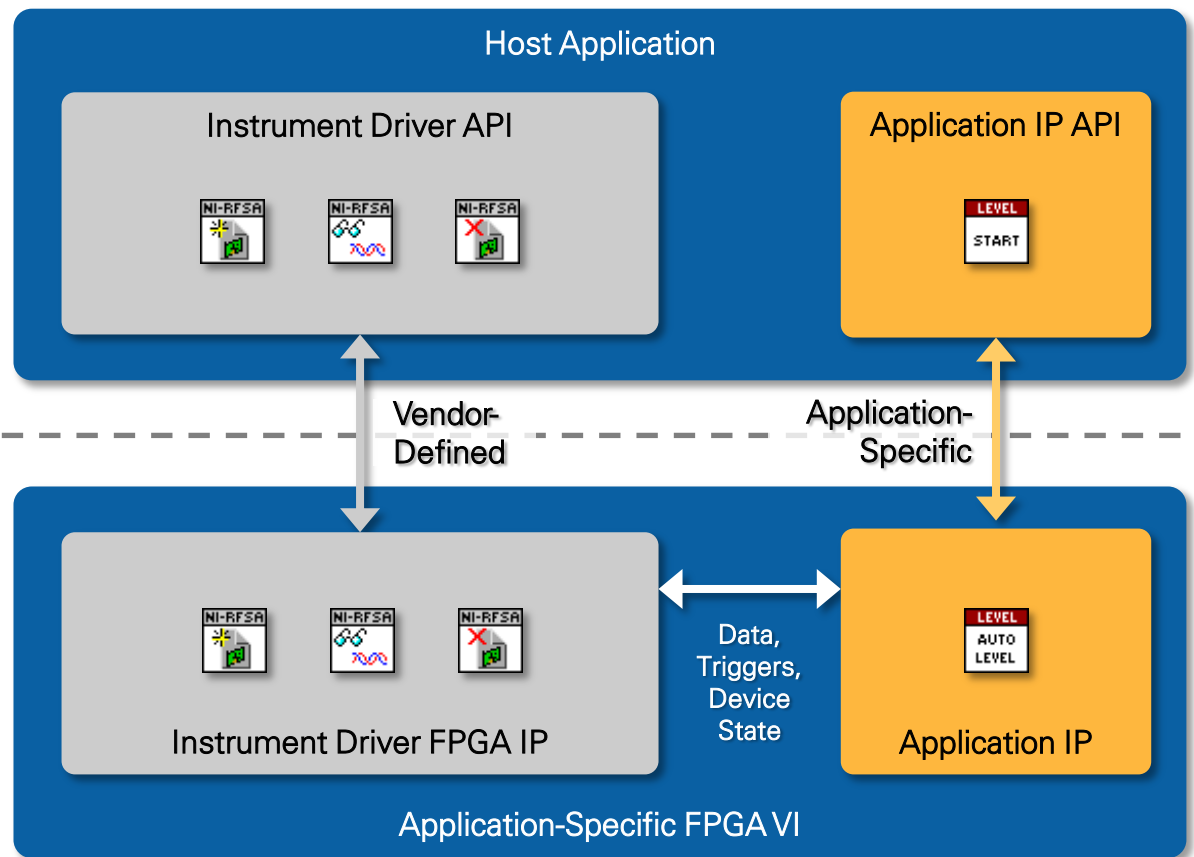 Host Application
Instrument Driver API
Application IP API
NI-RFSA
NI-RFSA
NI-RFSA
LEVEL
START
Vendor-
Defined
Application-
Specific
NI-RFSA
NI-RFSA
NI-RFSA
LEVEL
AUTO
LEVEL
Data,
Triggers,
Device
State
Instrument Driver FPGA IP
Application IP
Application-Specific FPGA VI